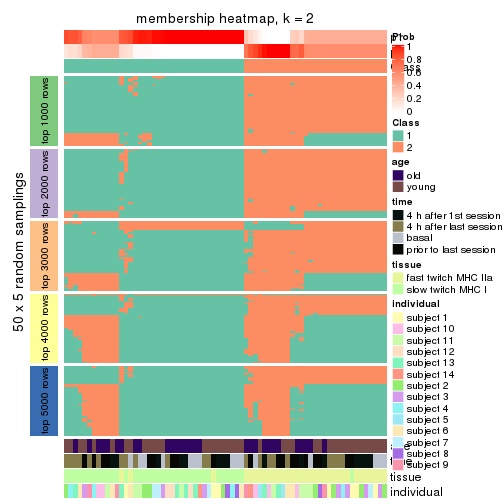 membership heatmap, k = 2
50 x 5 random samplings
top 1000 rows
top 2000 rows
top 3000 rows
top 4000 rows
top 5000 rows
Prob
1
0.8
0.6
0.4
0.2
0
Class
1
2
age
old
young
time
4 h after 1st session
4 h after last session
basal
prior to last session
tissue
fast twitch MHC IIa
slow twitch MHC I
individual
subject 1
subject 10
subject 11
subject 12
subject 13
subject 14
subject 2
subject 3
subject 4
subject 5
subject 6
subject 7
subject 8
subject 9
tissue
individual